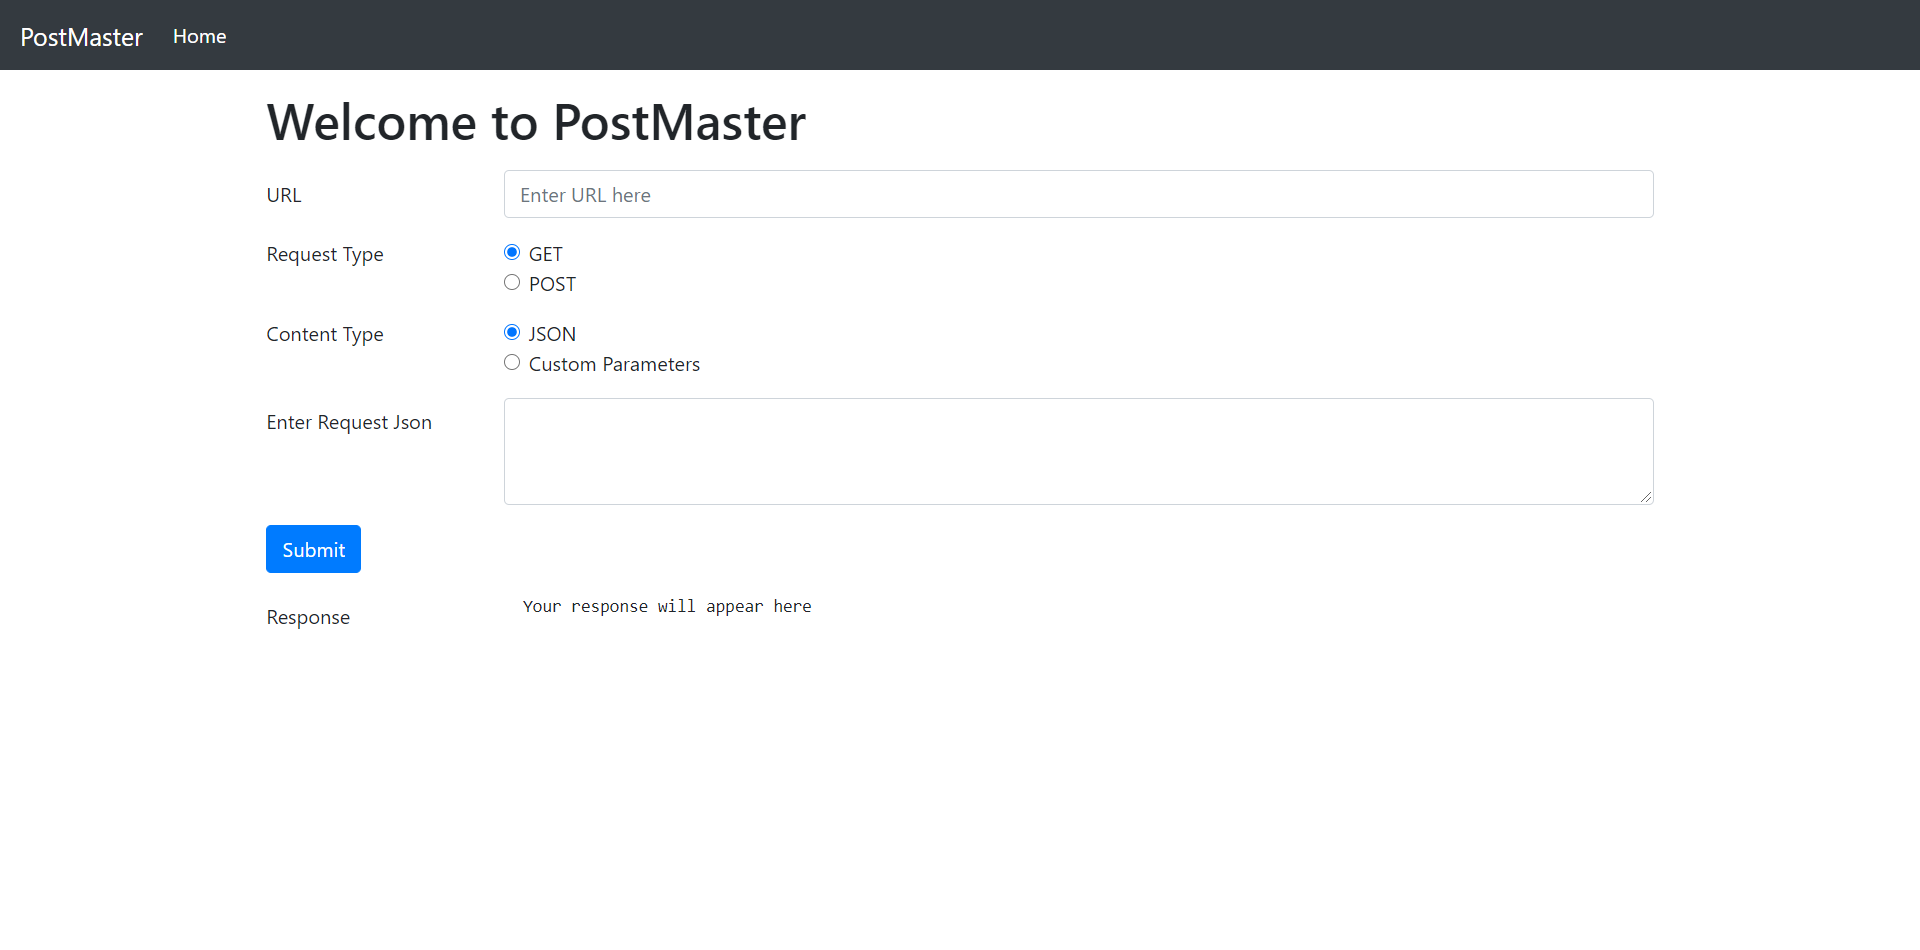 PostMaster Home
Welcome to PostMaster
URL Enter URL here
Request Type GET
POST
Content Type JSON
Custom Parameters
Enter Request Json
Submit
Response Your response will appear here